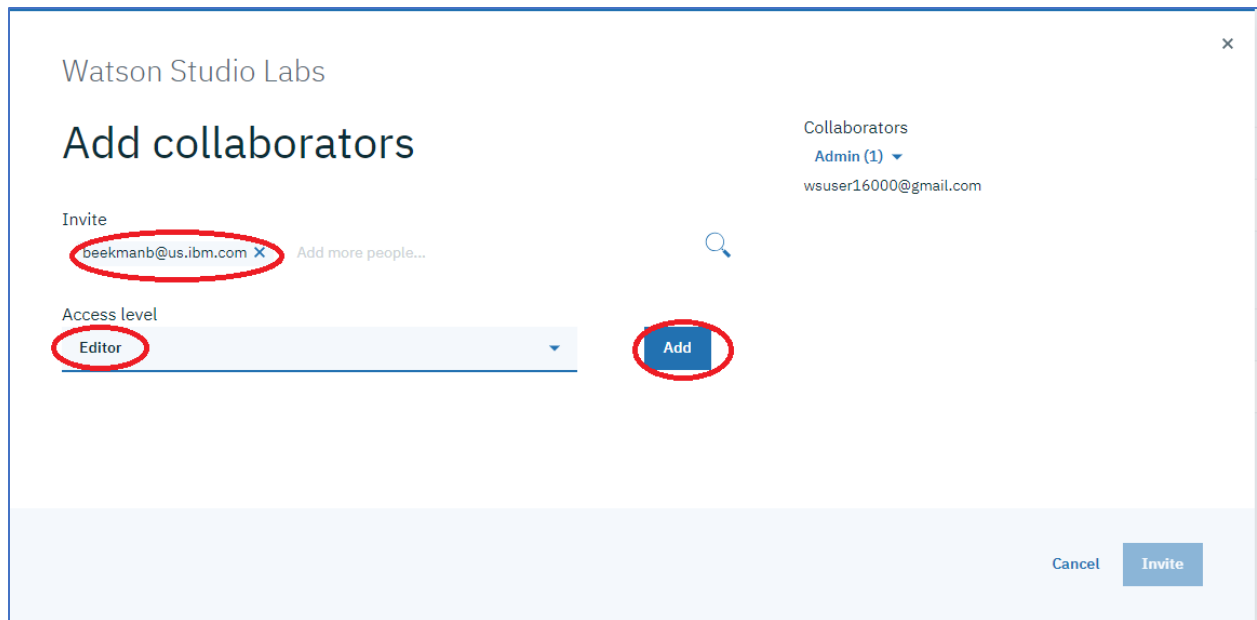 ×
Watson Studio Labs
Add collaborators
Collaborators
Admin (1)
wsuser16000@gmail.com
Invite
beekmanb@us.ibm.com × Add more people...
Access level
Editor
Add
Cancel Invite